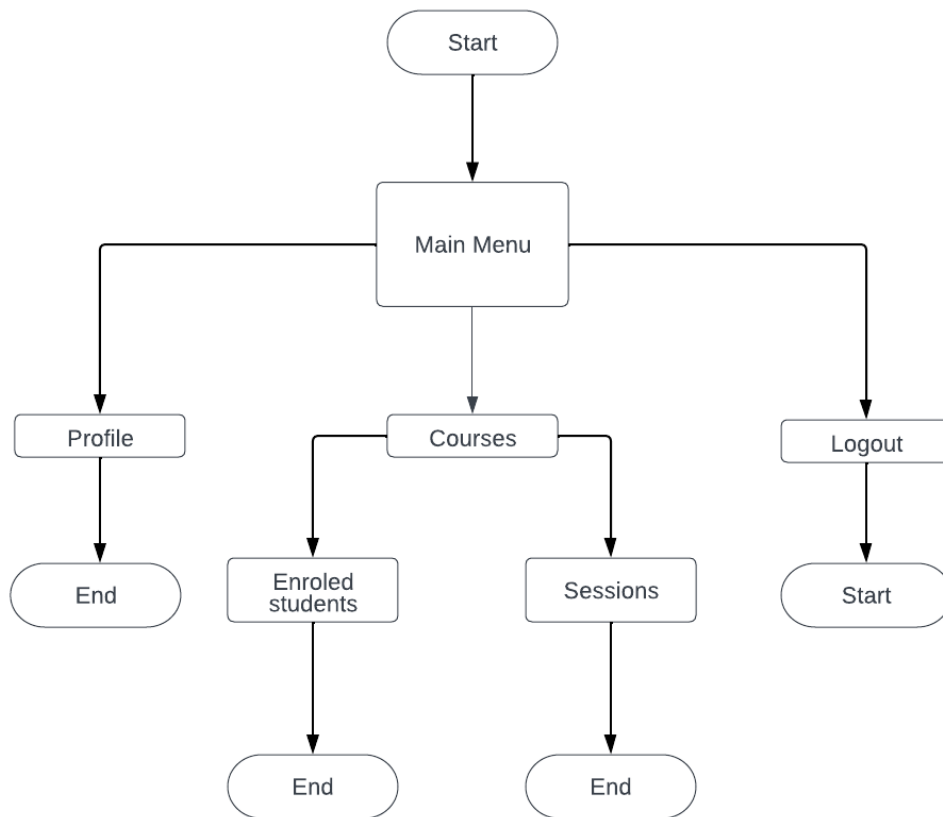 Start
Main Menu
Profile
Courses
Logout
End
Enroled
students
Sessions
Start
End
End